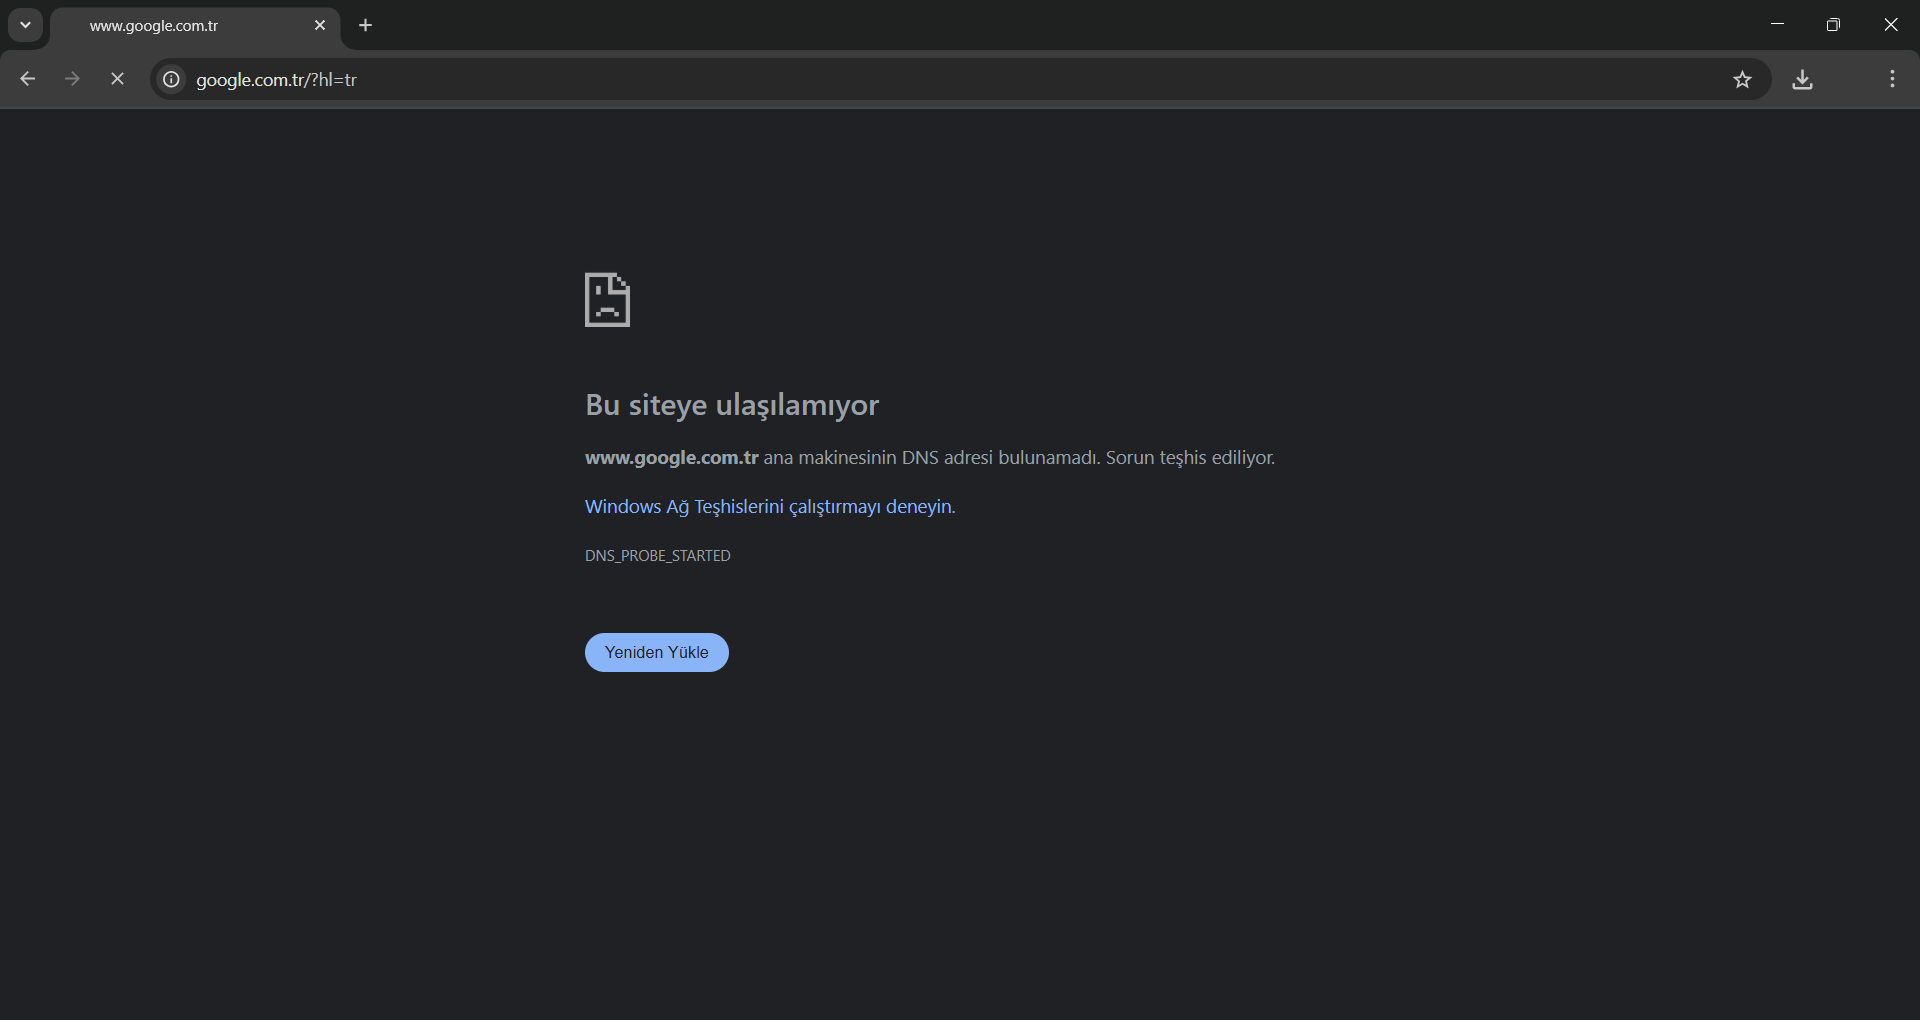 www.google.com.tr
google.com.tr/?hl=tr
Bu siteye ulaşılamıyor
www.google.com.tr ana makinesinin DNS adresi bulunamadı. Sorun teşhis ediliyor.
Windows Ağ Teşhislerini çalıştırmayı deneyin.
DNS_PROBE_STARTED
Yeniden Yükle